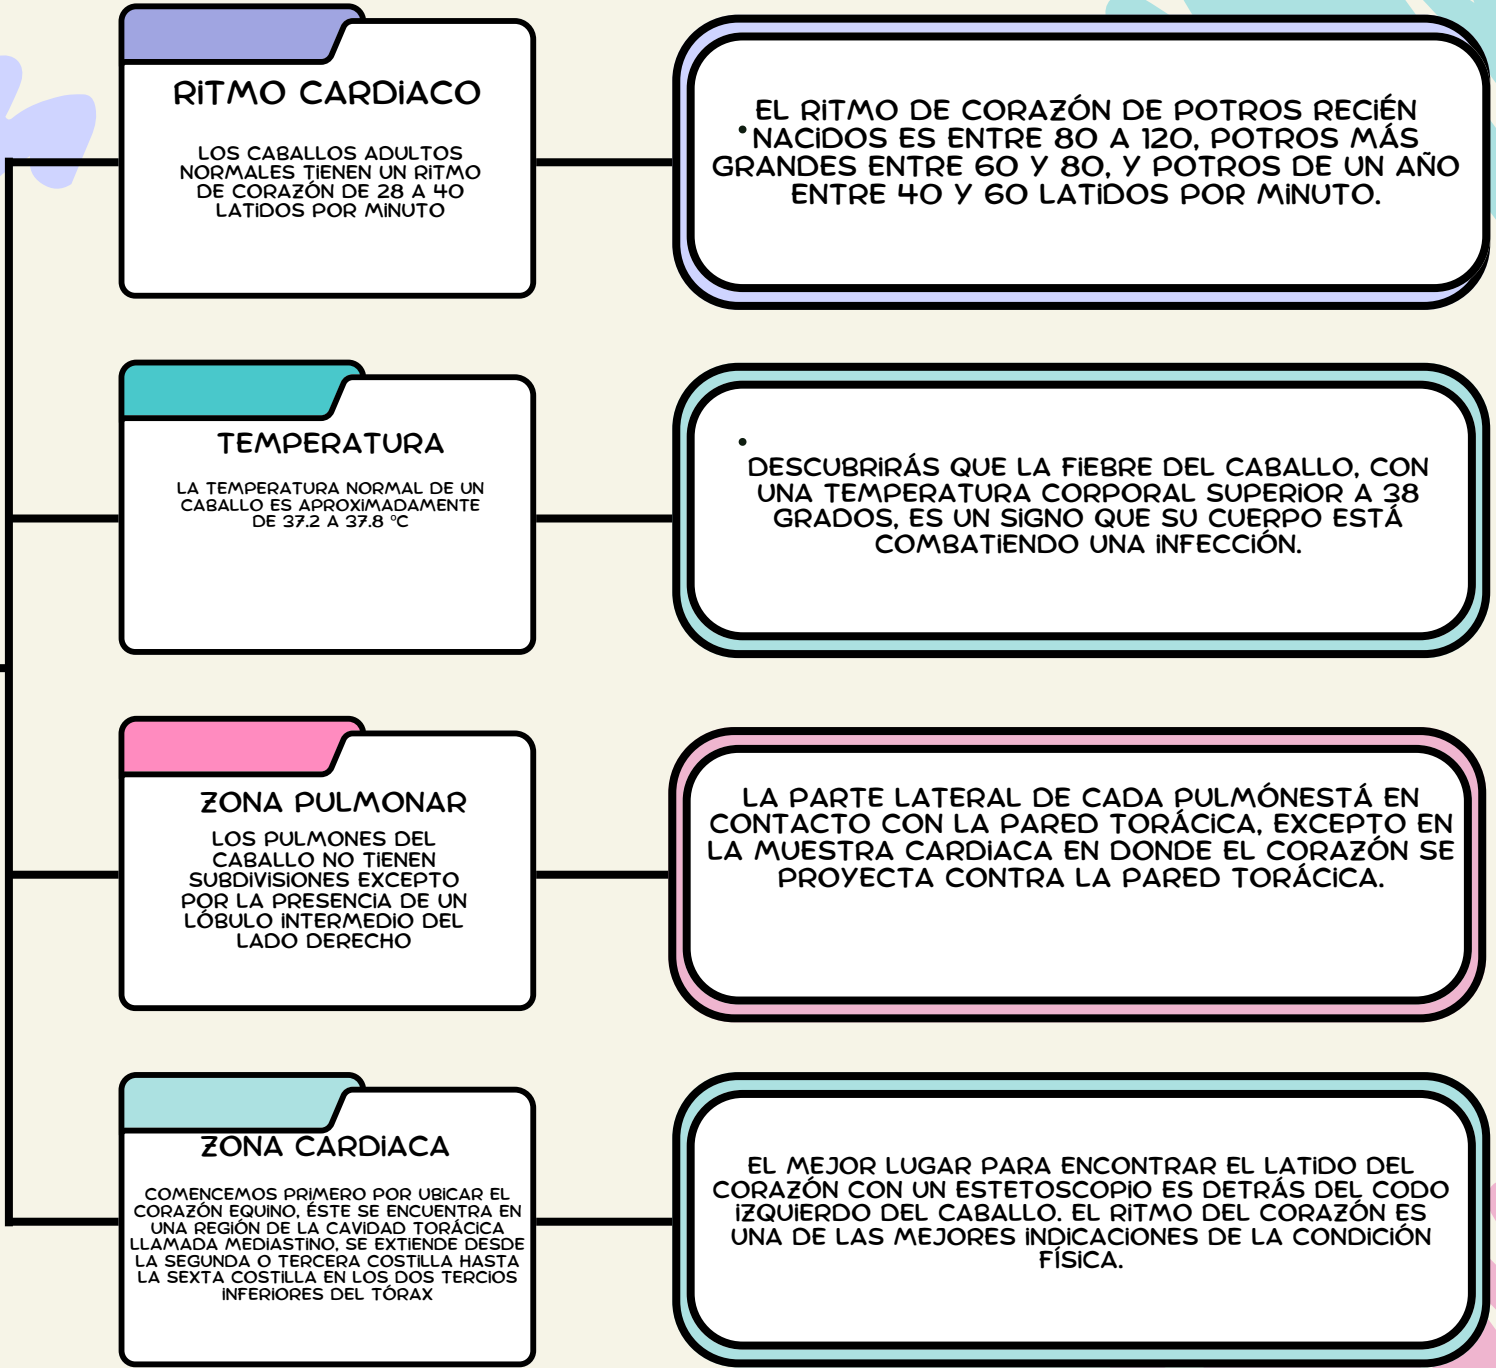 RITMO CARDIACO
LOS CABALLOS ADULTOS
NORMALES TIENEN UN RITMO
DE CORAZÓN DE 28 A 40
LATIDOS POR MINUTO
EL RITMO DE CORAZÓN DE POTROS RECIÉN
•NACIDOS ES ENTRE 80 A 120, POTROS MÁS
GRANDES ENTRE 60 Y 80, Y POTROS DE UN AÑO
ENTRE 40 Y 60 LATIDOS POR MINUTO.
TEMPERATURA
LA TEMPERATURA NORMAL DE UN
CABALLO ES APROXIMADAMENTE
DE 37.2 A 37.8 °C
•
DESCUBRIRÁS QUE LA FIEBRE DEL CABALLO, CON
UNA TEMPERATURA CORPORAL SUPERIOR A 38
GRADOS, ES UN SIGNO QUE SU CUERPO ESTÁ
COMBATIENDO UNA INFECCIÓN.
ZONA PULMONAR
LOS PULMONES DEL
CABALLO NO TIENEN
SUBDIVISIONES EXCEPTO
POR LA PRESENCIA DE UN
LÓBULO INTERMEDIO DEL
LADO DERECHO
LA PARTE LATERAL DE CADA PULMÓNESTÁ EN
CONTACTO CON LA PARED TORÁCICA, EXCEPTO EN
LA MUESTRA CARDIACA EN DONDE EL CORAZÓN SE
PROYECTA CONTRA LA PARED TORÁCICA.
ZONA CARDIACA
COMENCEMOS PRIMERO POR UBICAR EL
CORAZÓN EQUINO, ÉSTE SE ENCUENTRA EN
UNA REGIÓN DE LA CAVIDAD TORÁCICA
LLAMADA MEDIASTINO, SE EXTIENDE DESDE
LA SEGUNDA O TERCERA COSTILLA HASTA
LA SEXTA COSTILLA EN LOS DOS TERCIOS
INFERIORES DEL TÓRAX
EL MEJOR LUGAR PARA ENCONTRAR EL LATIDO DEL
CORAZÓN CON UN ESTETOSCOPIO ES DETRÁS DEL CODO
IZQUIERDO DEL CABALLO. EL RITMO DEL CORAZÓN ES
UNA DE LAS MEJORES INDICACIONES DE LA CONDICIÓN
FÍSICA.